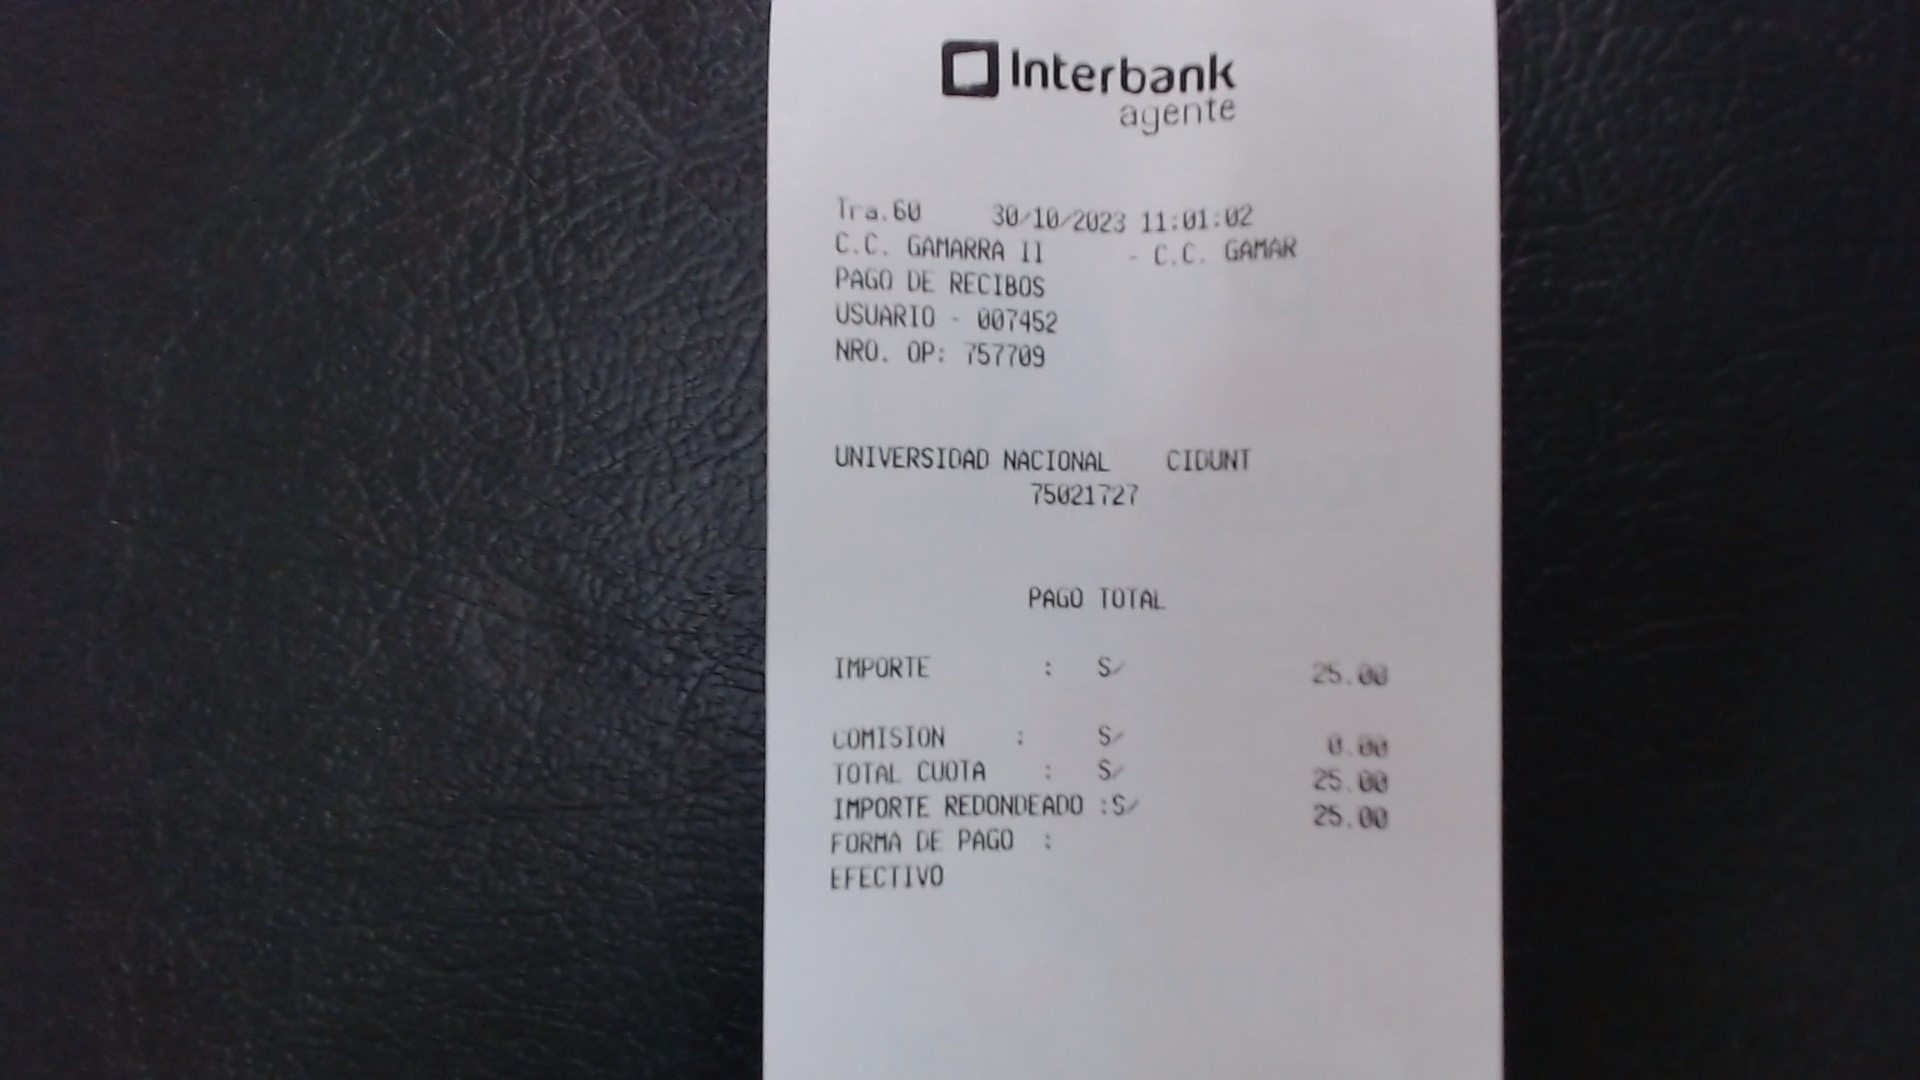 Interbank
agente
Tra.60 30/10/2023 11:01:02
C.C. GAMARRA II - C.C. GAMAR
PAGO DE RECIBOS
USUARIO - 007452
NRO. OP: 757709
UNIVERSIDAD NACIONAL CIDUNT
75021727
PAGO TOTAL
IMPORTE : S/ 25.00
COMISION : S/ 0.00
TOTAL CUOTA : S/ 25.00
IMPORTE REDONDEADO :S/ 25.00
FORMA DE PAGO :
EFECTIVO